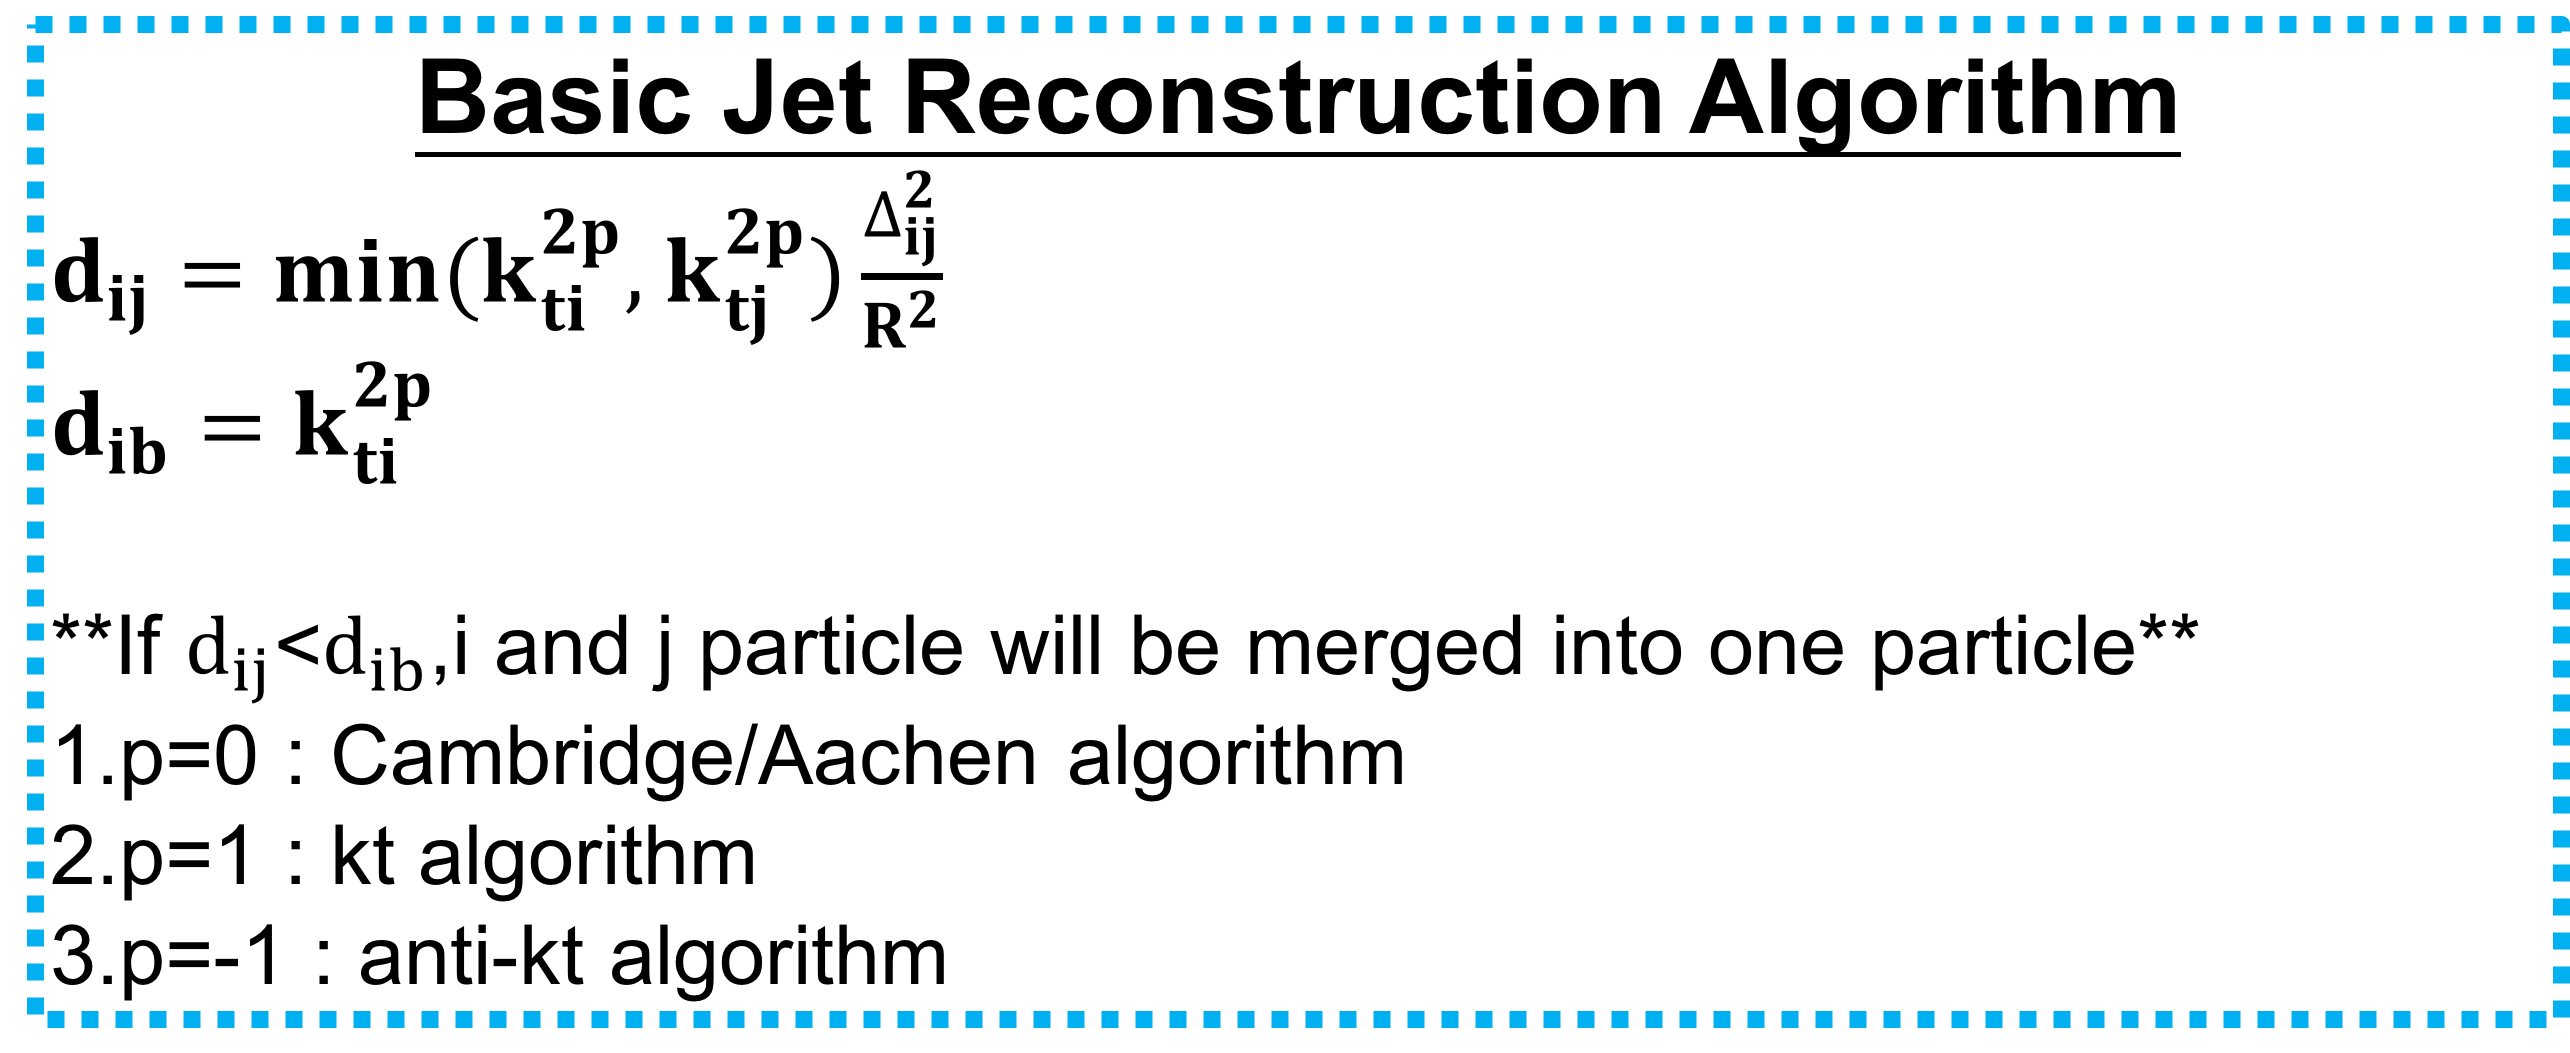 Basic Jet Reconstruction Algorithm
d_ij = min(k_ti^2p, k_tj^2p) Δ_ij^2 / R^2
d_ib = k_ti^2p
**If d_ij<d_ib,i and j particle will be merged into one particle**
1.p=0 : Cambridge/Aachen algorithm
2.p=1 : kt algorithm
3.p=-1 : anti-kt algorithm